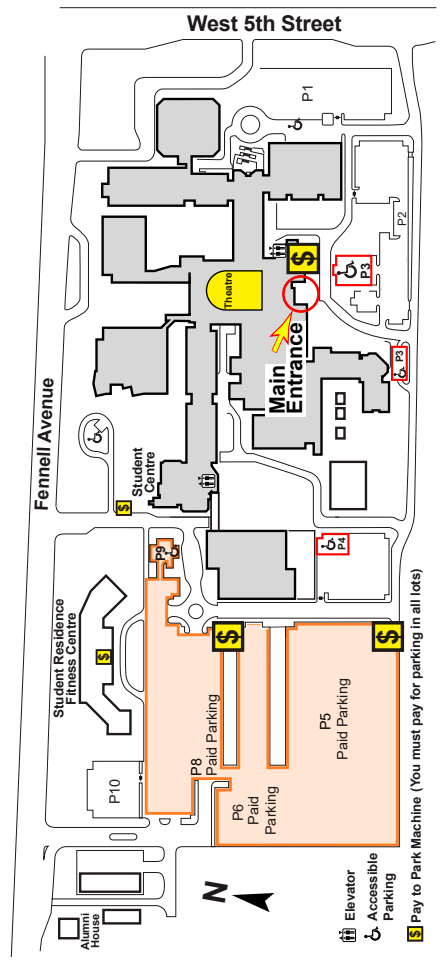 West 5th Street
Fennell Avenue
P1
P2
P3
P3
P4
Theatre
$
Main
Entrance
Student
Centre
$
P9
Student Residence
Fitness Centre
$
P10
P8
Paid Parking
$
P6
Paid
Parking
P5
Paid Parking
$
Alumni
House
N
Elevator
Accessible
Parking
$ Pay to Park Machine (You must pay for parking in all lots)